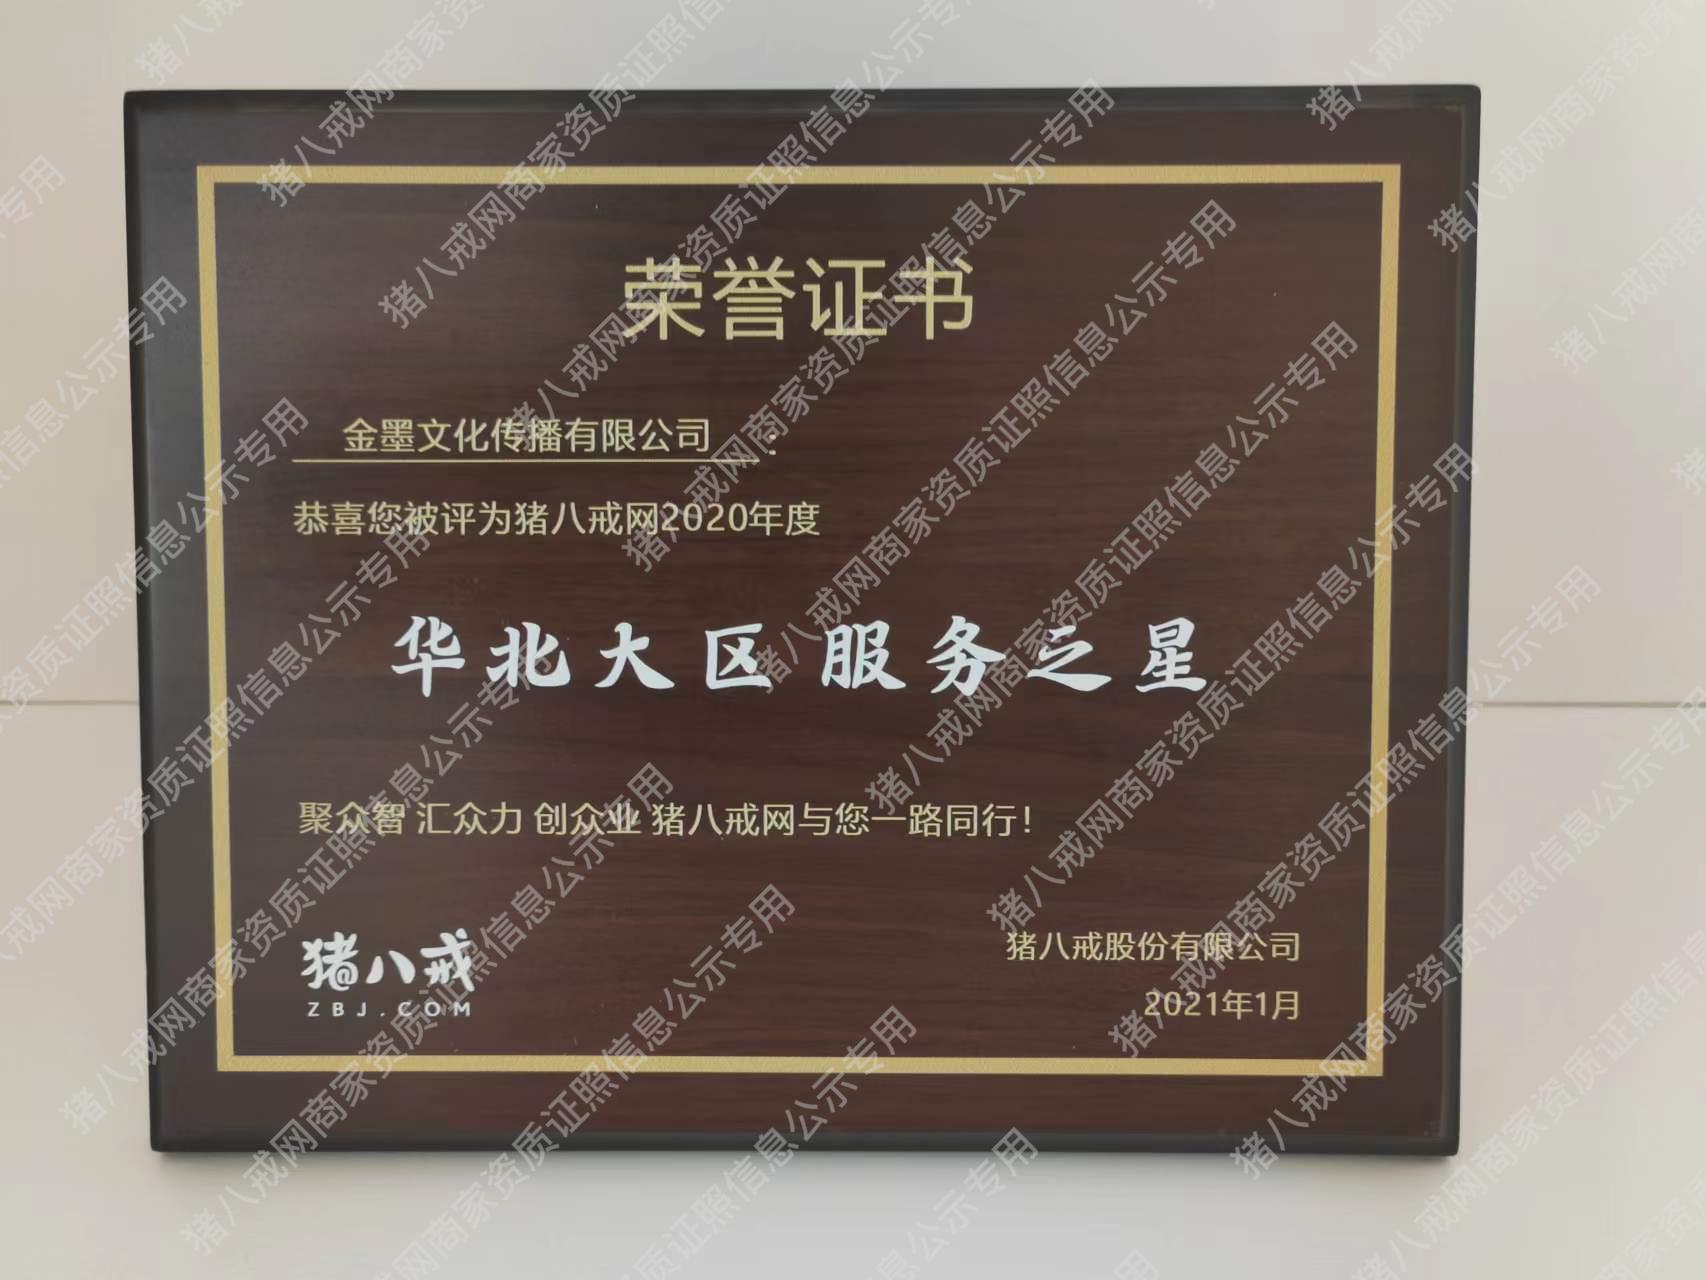 荣誉证书
金墨文化传播有限公司：
恭喜您被评为猪八戒网2020年度
华北大区 服务之星
聚众智 汇众力 创众业 猪八戒网与您一路同行！
猪八戒
ZBJ.COM
猪八戒股份有限公司
2021年1月
猪八戒网商家资质证照信息公示专用